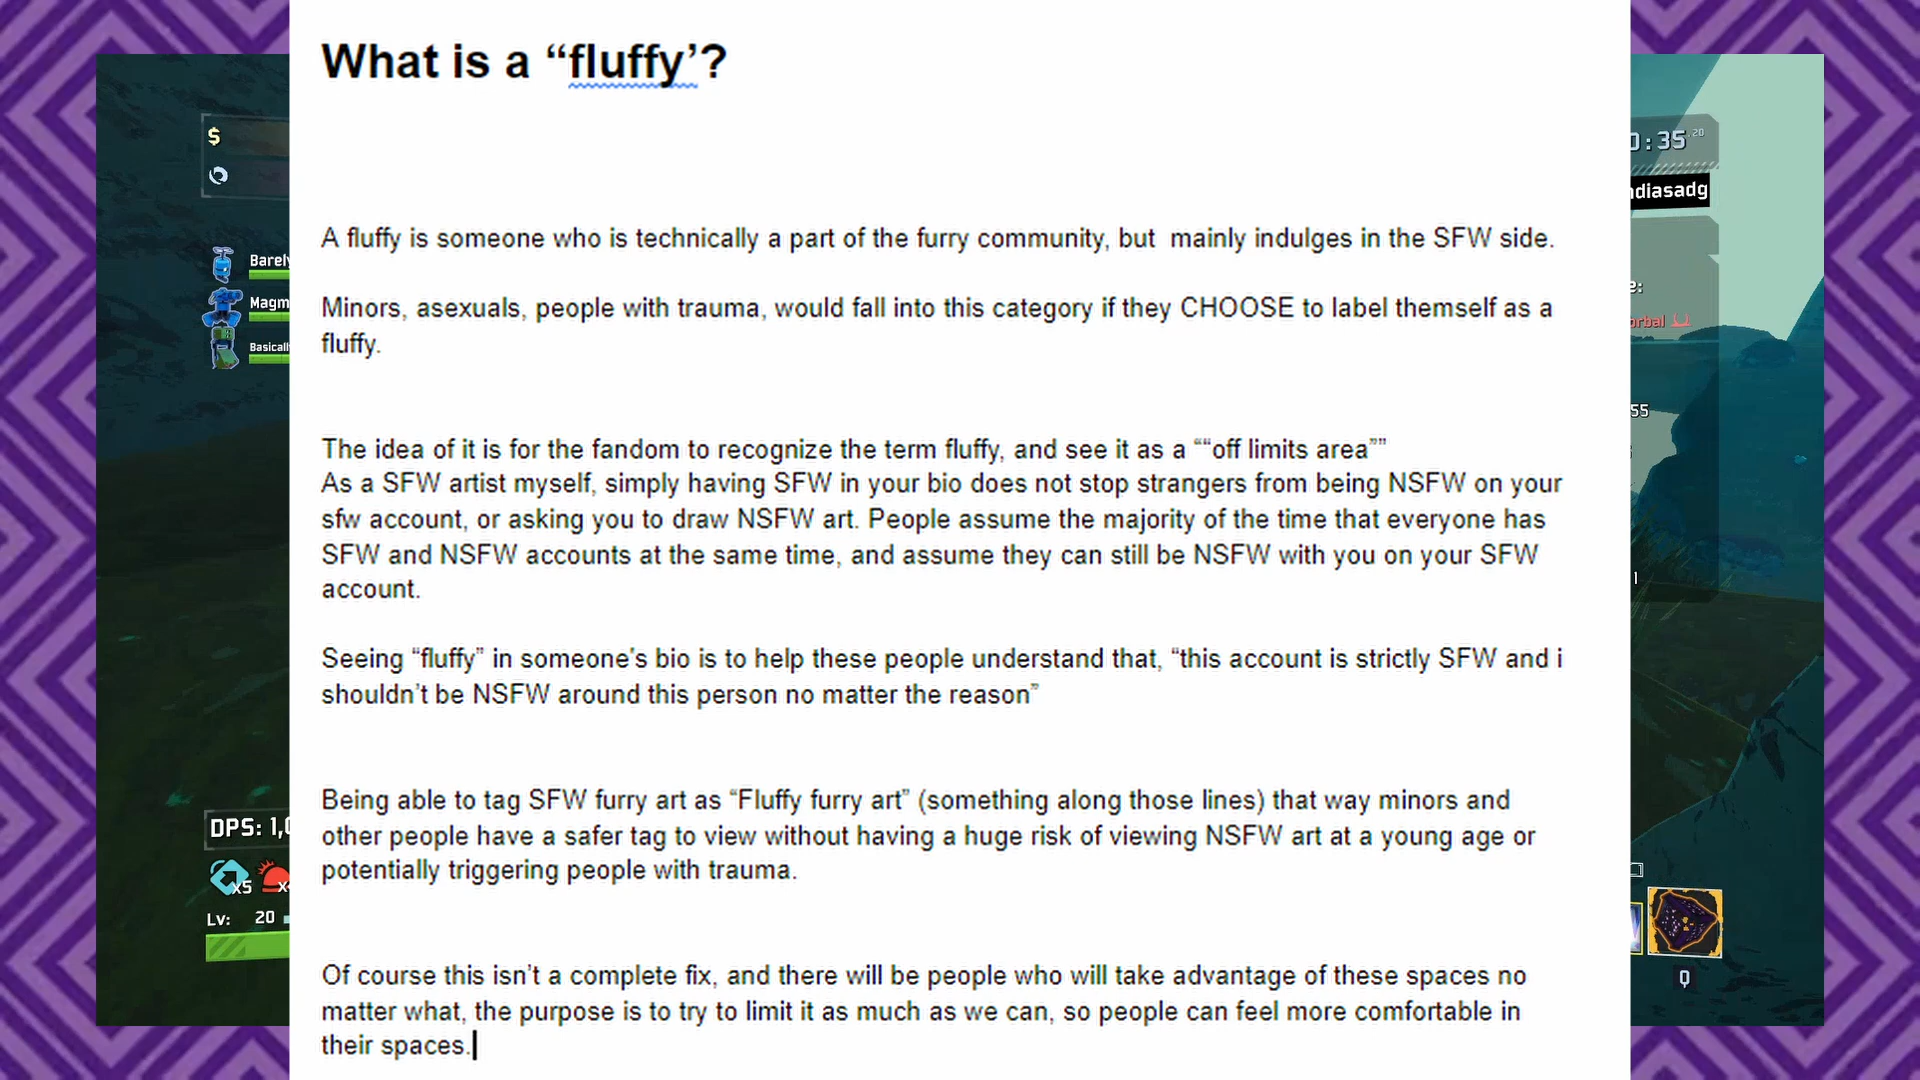 What is a “fluffy’?
$
0:35.20
ndiasadg
A fluffy is someone who is technically a part of the furry community, but mainly indulges in the SFW side.
Barely
Magm
Minors, asexuals, people with trauma, would fall into this category if they CHOOSE to label themself as a
fluffy.
Basically
e:
orbal
55
The idea of it is for the fandom to recognize the term fluffy, and see it as a ““off limits area””
As a SFW artist myself, simply having SFW in your bio does not stop strangers from being NSFW on your
sfw account, or asking you to draw NSFW art. People assume the majority of the time that everyone has
SFW and NSFW accounts at the same time, and assume they can still be NSFW with you on your SFW
account.
Seeing “fluffy” in someone’s bio is to help these people understand that, “this account is strictly SFW and i
shouldn’t be NSFW around this person no matter the reason”
Being able to tag SFW furry art as “Fluffy furry art” (something along those lines) that way minors and
other people have a safer tag to view without having a huge risk of viewing NSFW art at a young age or
potentially triggering people with trauma.
DPS: 1,0
x5
x
Lv: 20
Of course this isn’t a complete fix, and there will be people who will take advantage of these spaces no
matter what, the purpose is to try to limit it as much as we can, so people can feel more comfortable in
their spaces.
Q